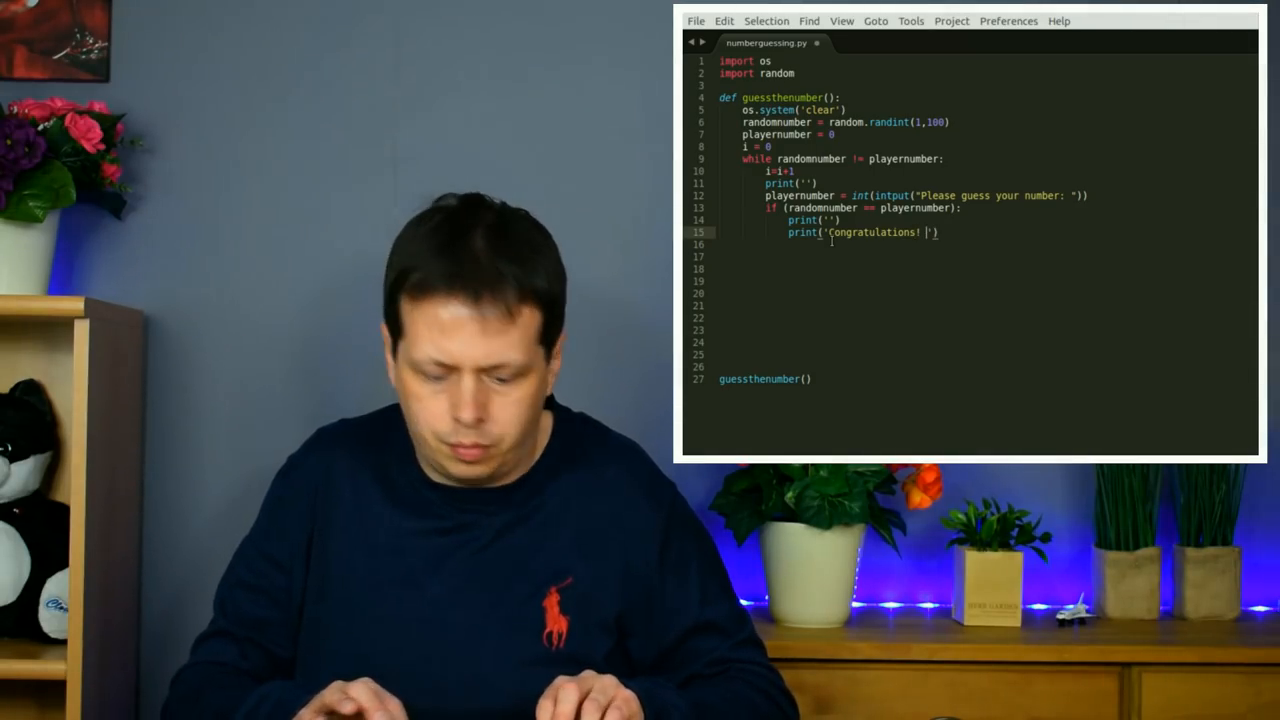 File Edit Selection Find View Goto Tools Project Preferences Help
numberguessing.py
1 import os
2 import random
3
4 def guessthenumber():
5 os.system('clear')
6 randomnumber = random.randint(1,100)
7 playernumber = 0
8 i = 0
9 while randomnumber != playernumber:
10 i=i+1
11 print('')
12 playernumber = int(intput("Please guess your number: "))
13 if (randomnumber == playernumber):
14 print('')
15 print('Congratulations! ')
16
17
18
19
20
21
22
23
24
25
26
27 guessthenumber()